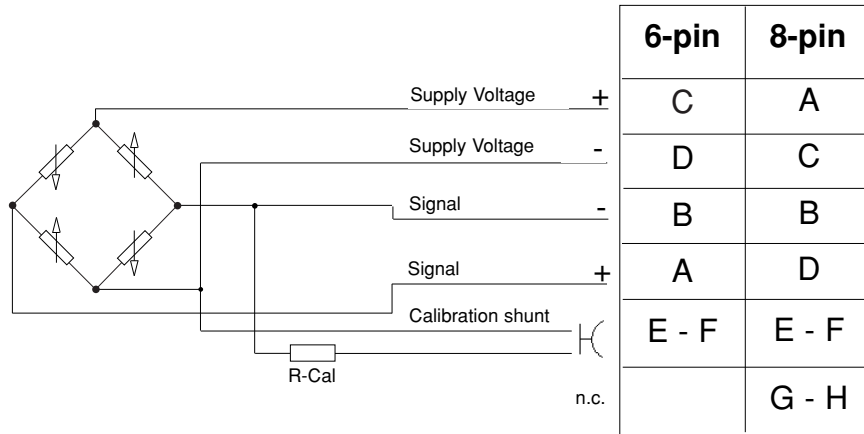 6-pin 8-pin
Supply Voltage + C A
Supply Voltage - D C
Signal - B B
Signal + A D
Calibration shunt E - F E - F
R-Cal
n.c. G - H